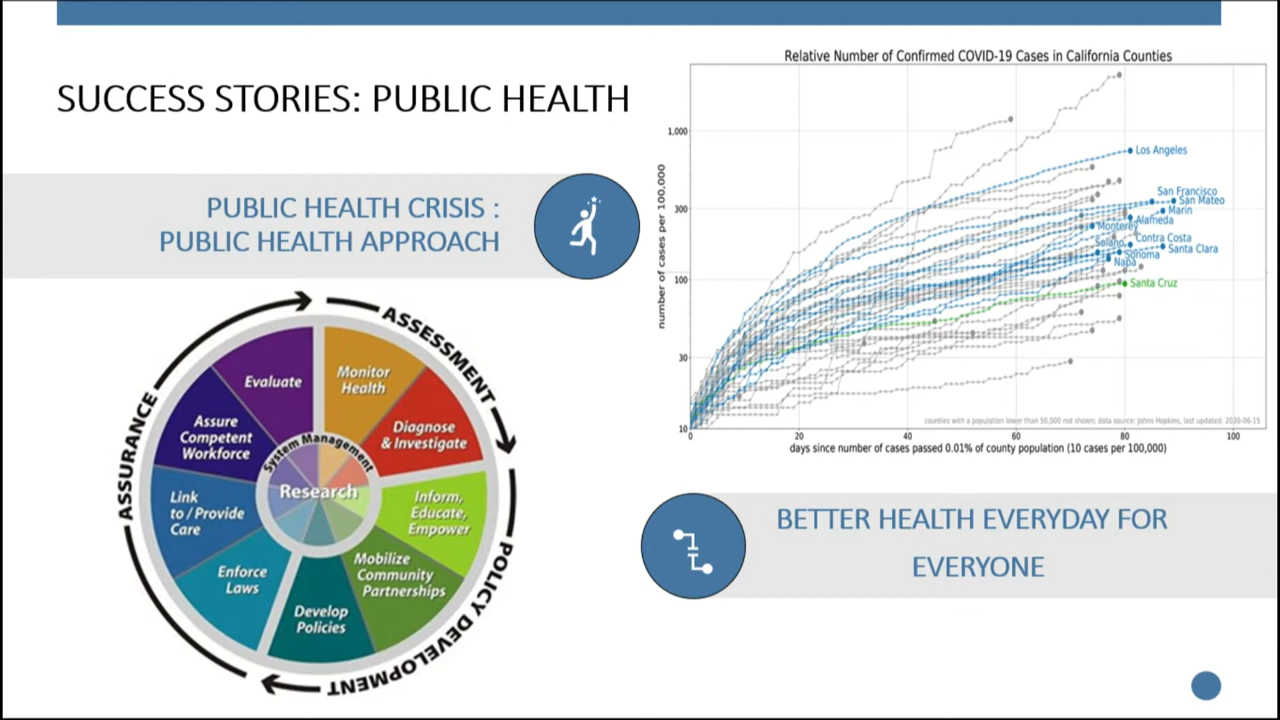 SUCCESS STORIES: PUBLIC HEALTH
PUBLIC HEALTH CRISIS :
PUBLIC HEALTH APPROACH
ASSESSMENT
POLICY DEVELOPMENT
ASSURANCE
Evaluate
Monitor
Health
Diagnose
& Investigate
Inform,
Educate,
Empower
Mobilize
Community
Partnerships
Develop
Policies
Enforce
Laws
Link
to / Provide
Care
Assure
Competent
Workforce
System Management
Research
Relative Number of Confirmed COVID-19 Cases in California Counties
number of cases per 100,000
1,000
300
100
30
10
Los Angeles
San Francisco
San Mateo
Marin
Alameda
Monterey
Contra Costa
Solano
Santa Clara
Sonoma
Napa
Santa Cruz
counties with a population lower than 50,000 not shown; data source: Johns Hopkins, last updated: 2020-06-15
0
20
40
60
80
100
days since number of cases passed 0.01% of county population (10 cases per 100,000)
BETTER HEALTH EVERYDAY FOR
EVERYONE